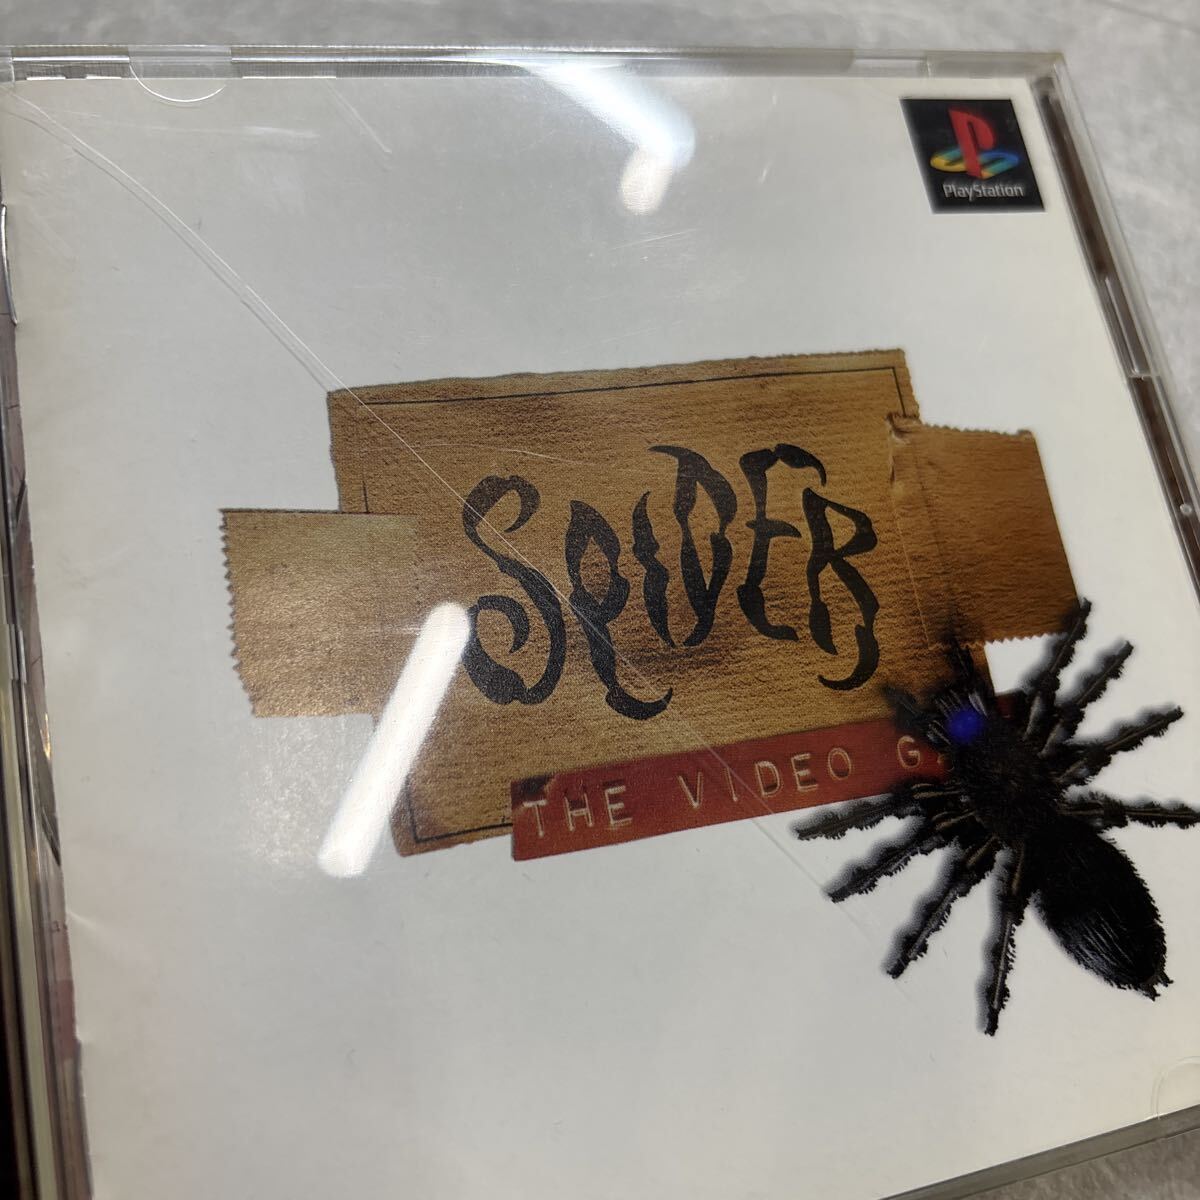 PlayStation
SPIDER
THE VIDEO